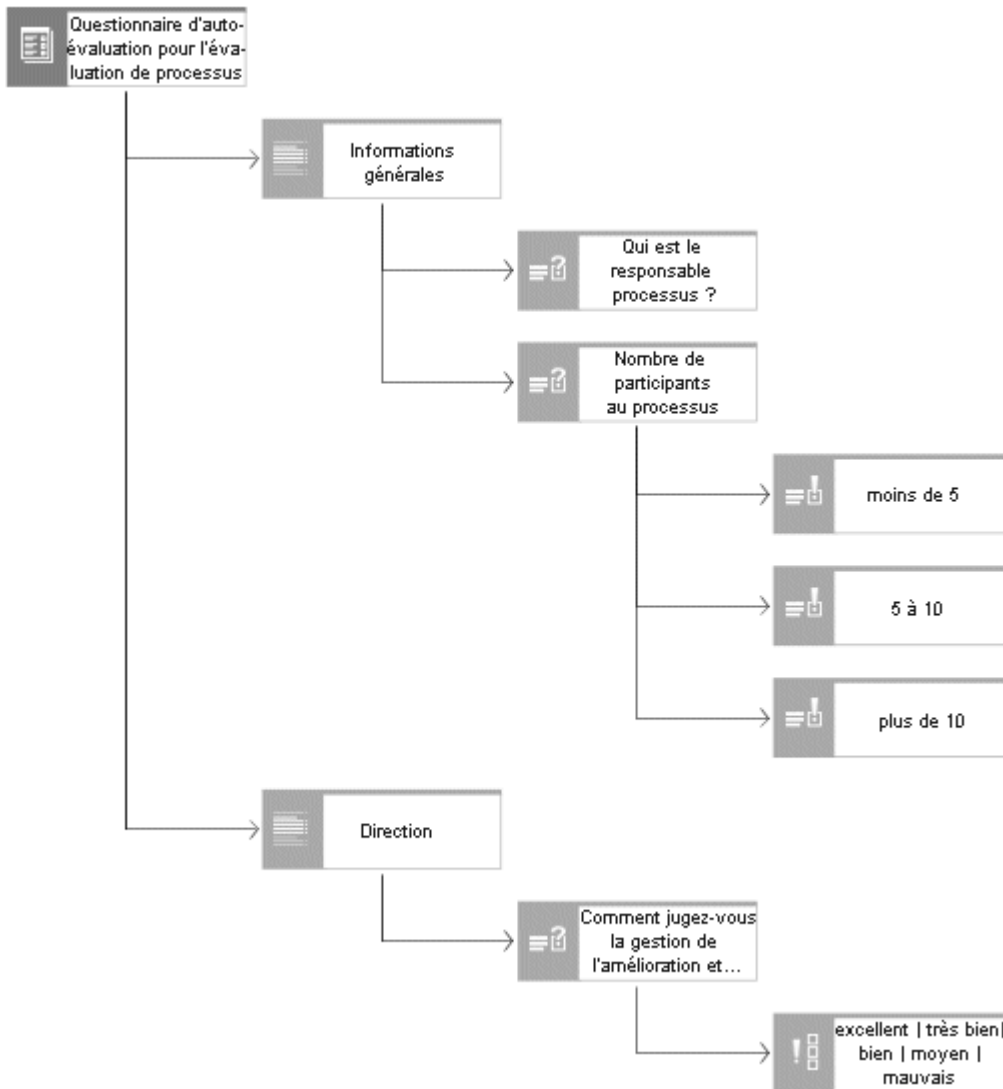 Questionnaire d'auto-
évaluation pour l'éva-
luation de processus
Informations
générales
Qui est le
responsable
processus ?
Nombre de
participants
au processus
moins de 5
5 à 10
plus de 10
Direction
Comment jugez-vous
la gestion de
l'amélioration et...
excellent | très bien|
bien | moyen |
mauvais